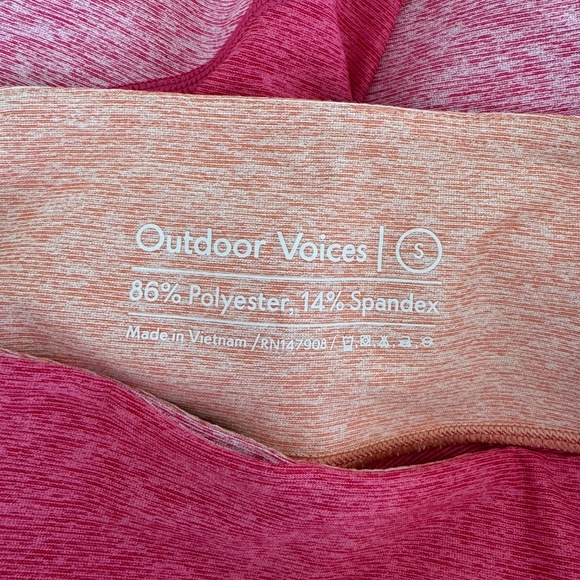 Outdoor Voices | S
86% Polyester, 14% Spandex
Made in Vietnam /RN147908/